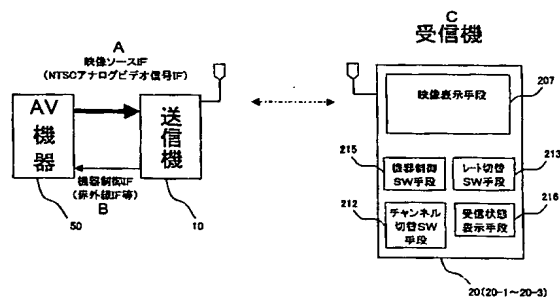 A
映像ソースIF
(NTSCアナログビデオ信号IF)
AV
機器
送信機
機器制御IF
(赤外線IF等)
B
50
10
C
受信機
映像表示手段
207
215
機器制御
SW手段
レート切替
SW手段
213
212
チャンネル
切替SW
手段
受信状態
表示手段
216
20(20-1～20-3)